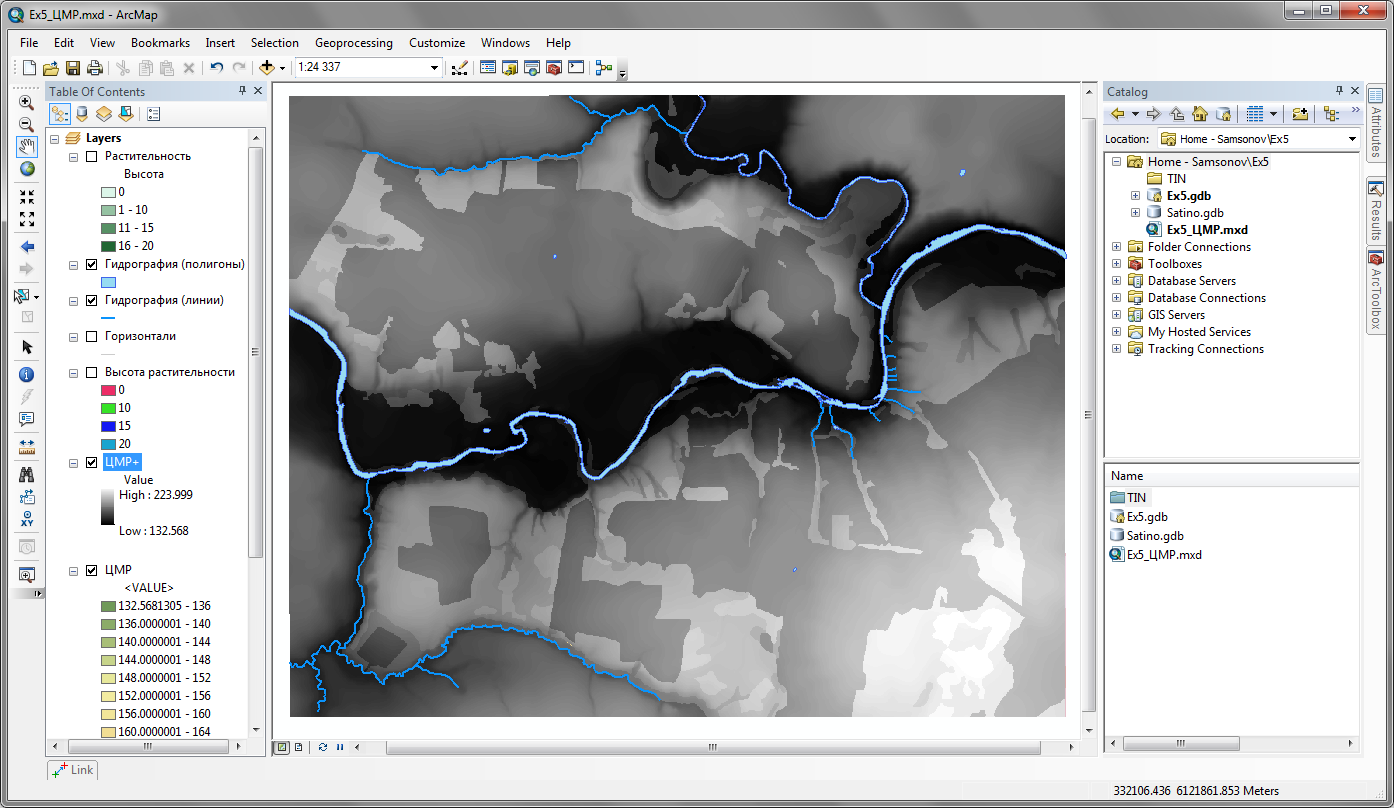 Ex5_ЦМР.mxd - ArcMap
File Edit View Bookmarks Insert Selection Geoprocessing Customize Windows Help
1:24 337
Table Of Contents
Layers
Растительность
Высота
0
1 - 10
11 - 15
16 - 20
Гидрография (полигоны)
Гидрография (линии)
Горизонтали
Высота растительности
0
10
15
20
ЦМР+
Value
High : 223.999
Low : 132.568
ЦМР
<VALUE>
132.5681305 - 136
136.0000001 - 140
140.0000001 - 144
144.0000001 - 148
148.0000001 - 152
152.0000001 - 156
156.0000001 - 160
160.0000001 - 164
Link
Catalog
Location: Home - Samsonov\Ex5
Home - Samsonov\Ex5
TIN
Ex5.gdb
Satino.gdb
Ex5_ЦМР.mxd
Folder Connections
Toolboxes
Database Servers
Database Connections
GIS Servers
My Hosted Services
Tracking Connections
Name
TIN
Ex5.gdb
Satino.gdb
Ex5_ЦМР.mxd
Attributes
Results
ArcToolbox
332106.436 6121861.853 Meters